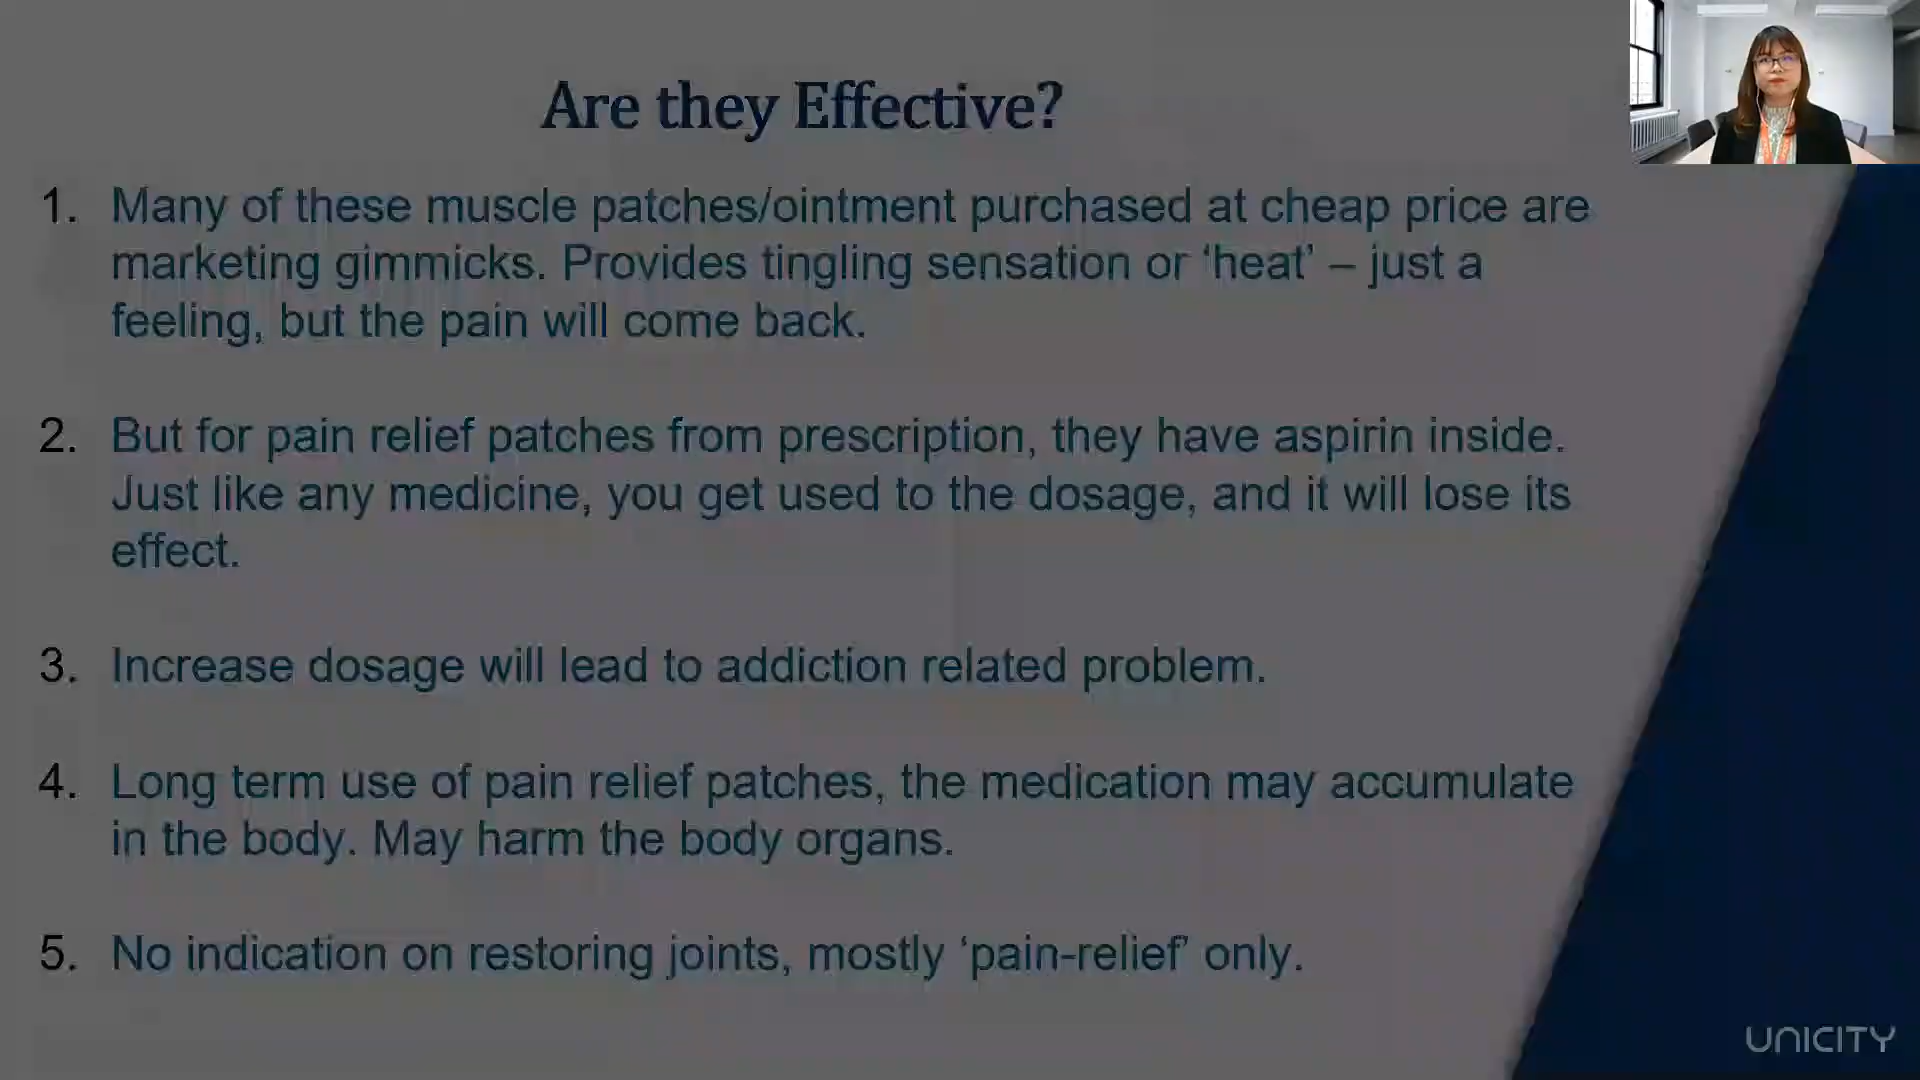 Are they Effective?
1. Many of these muscle patches/ointment purchased at cheap price are
marketing gimmicks. Provides tingling sensation or ‘heat’ – just a
feeling, but the pain will come back.
2. But for pain relief patches from prescription, they have aspirin inside.
Just like any medicine, you get used to the dosage, and it will lose its
effect.
3. Increase dosage will lead to addiction related problem.
4. Long term use of pain relief patches, the medication may accumulate
in the body. May harm the body organs.
5. No indication on restoring joints, mostly ‘pain-relief’ only.
UNICITY